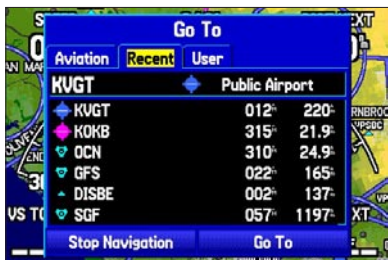 Go To
Aviation Recent User
KVGT Public Airport
KVGT 012 220
KOKB 315 21.9
OCN 310 24.9
GFS 022 165
DISBE 002 137
SGF 057 1197
Stop Navigation Go To